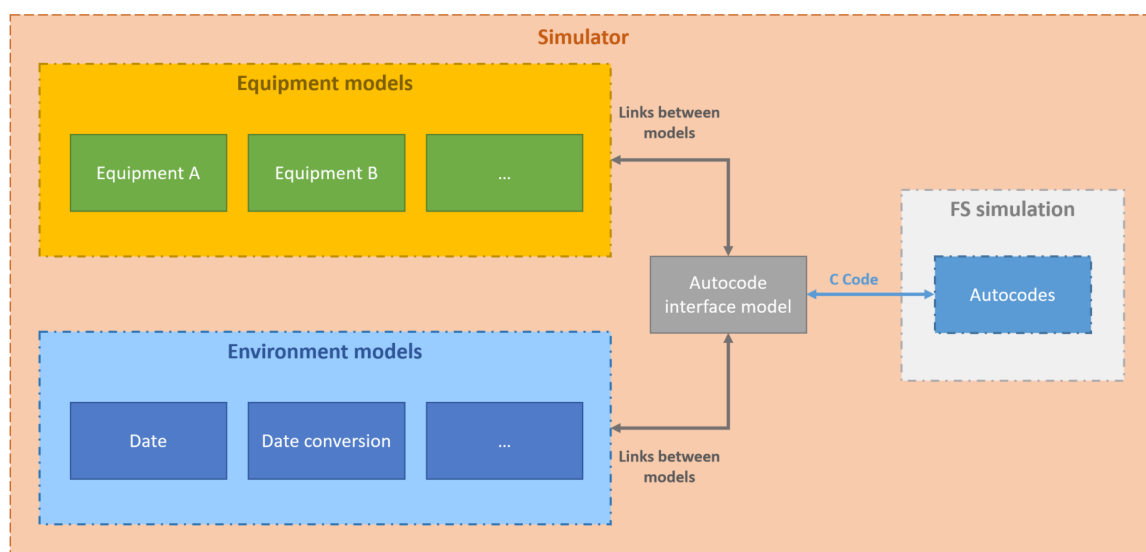 Simulator
Equipment models
Links between
models
Equipment A
Equipment B
...
FS simulation
Autocode
interface model
C Code
Autocodes
Environment models
Date
Date conversion
...
Links between
models